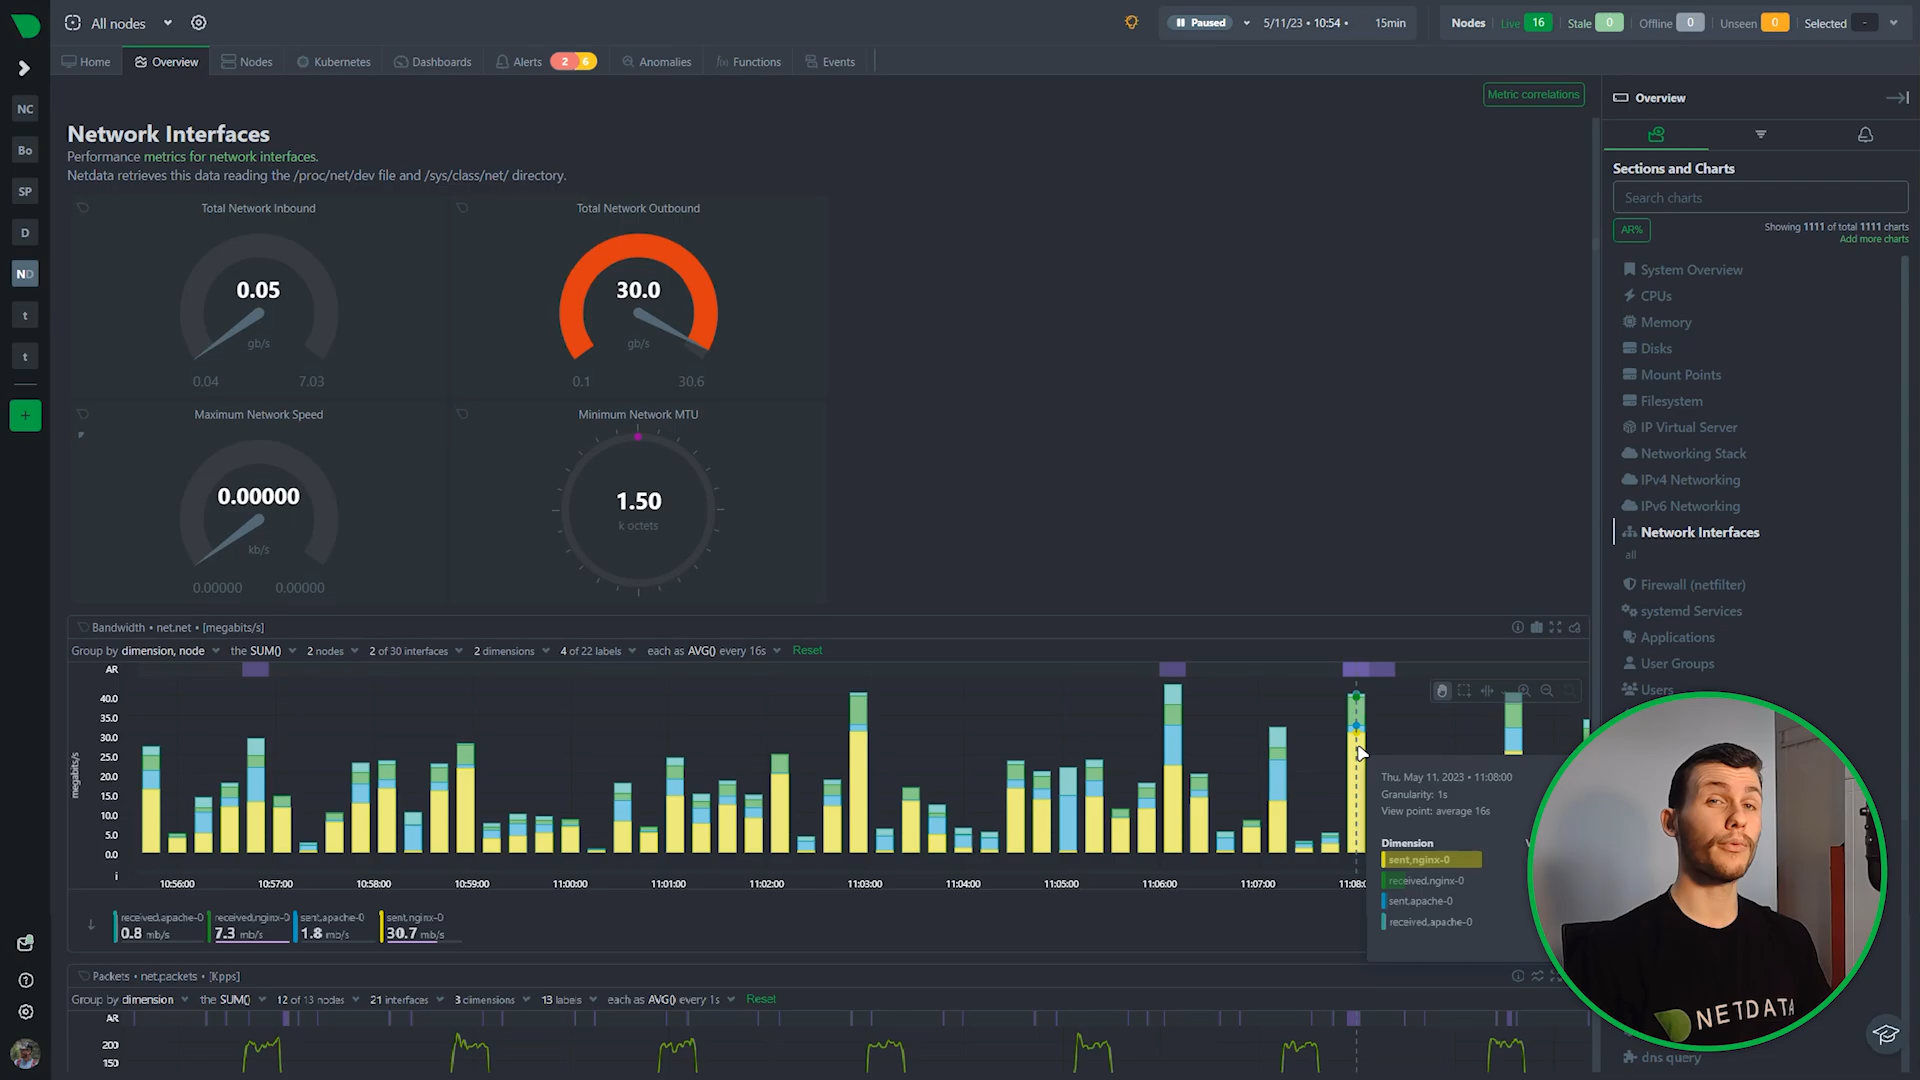 All nodes
Paused
5/11/23 • 10:54 •
15min
Nodes
Live 16
Stale 0
Offline 0
Unseen 0
Selected -
Home
Overview
Nodes
Kubernetes
Dashboards
Alerts 2 6
Anomalies
Functions
Events
NC
Bo
SP
D
ND
t
t
+
Metric correlations
Network Interfaces
Performance metrics for network interfaces.
Netdata retrieves this data reading the /proc/net/dev file and /sys/class/net/ directory.
Total Network Inbound
0.05
gb/s
0.04 7.03
Total Network Outbound
30.0
gb/s
0.1 30.6
Maximum Network Speed
0.00000
kb/s
0.00000 0.00000
Minimum Network MTU
1.50
k octets
Bandwidth • net.net • [megabits/s]
Group by dimension, node the SUM() 2 nodes 2 of 30 interfaces 2 dimensions 4 of 22 labels each as AVG() every 16s Reset
AR
40.0
35.0
30.0
25.0
20.0
15.0
10.0
5.0
0.0
megabits/s
i
10:56:00 10:57:00 10:58:00 10:59:00 11:00:00 11:01:00 11:02:00 11:03:00 11:04:00 11:05:00 11:06:00 11:07:00 11:08:0
Thu, May 11, 2023 • 11:08:00
Granularity: 1s
View point: average 16s
Dimension
sent,nginx-0
received,nginx-0
sent,apache-0
received,apache-0
received,apache-0 received,nginx-0 sent,apache-0 sent,nginx-0
0.8 mb/s 7.3 mb/s 1.8 mb/s 30.7 mb/s
Packets • net.packets • [Kpps]
Group by dimension the SUM() 12 of 13 nodes 21 interfaces 3 dimensions 13 labels each as AVG() every 1s Reset
AR
200
150
Overview
Sections and Charts
Search charts
AR%
Showing 1111 of total 1111 charts
Add more charts
System Overview
CPUs
Memory
Disks
Mount Points
Filesystem
IP Virtual Server
Networking Stack
IPv4 Networking
IPv6 Networking
Network Interfaces
all
Firewall (netfilter)
systemd Services
Applications
User Groups
Users
dns query
NETDATA